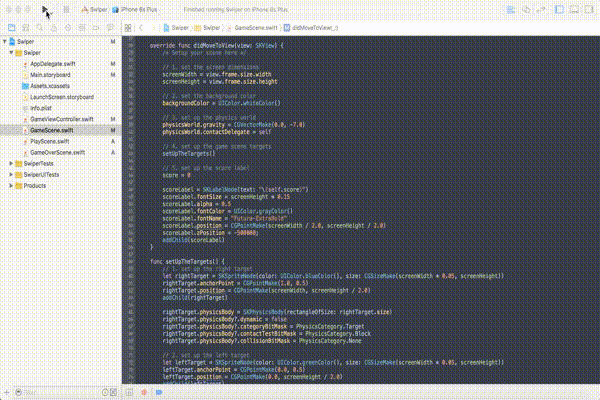 Swiper iPhone 6s Plus Finished running Swiper on iPhone 6s Plus
Swiper Swiper GameScene.swift didMoveToView(_:)
Swiper M
Swiper
AppDelegate.swift M
Main.storyboard M
Assets.xcassets
LaunchScreen.storyboard
Info.plist
GameViewController.swift M
GameScene.swift M
PlayScene.swift A
GameOverScene.swift A
SwiperTests
SwiperUITests
Products
override func didMoveToView(view: SKView) {
/* Setup your scene here */
// 1. set the screen dimensions
screenWidth = view.frame.size.width
screenHeight = view.frame.size.height
// 2. set the background color
backgroundColor = UIColor.whiteColor()
// 3. set up the physics world
physicsWorld.gravity = CGVectorMake(0.0, -7.0)
physicsWorld.contactDelegate = self
// 4. set up the game scene targets
setUpTheTargets()
// 5. set up the score label
score = 0
scoreLabel = SKLabelNode(text: "\(self.score)")
scoreLabel.fontSize = screenHeight * 0.15
scoreLabel.alpha = 0.5
scoreLabel.fontColor = UIColor.grayColor()
scoreLabel.fontName = "Futura-ExtraBold"
scoreLabel.position = CGPointMake(screenWidth / 2.0, screenHeight / 2.0)
scoreLabel.zPosition = -500000;
addChild(scoreLabel)
}
func setUpTheTargets() {
// 1. set up the right target
let rightTarget = SKSpriteNode(color: UIColor.blueColor(), size: CGSizeMake(screenWidth * 0.05, screenHeight))
rightTarget.anchorPoint = CGPointMake(1.0, 0.5)
rightTarget.position = CGPointMake(screenWidth, screenHeight / 2.0)
addChild(rightTarget)
rightTarget.physicsBody = SKPhysicsBody(rectangleOfSize: rightTarget.size)
rightTarget.physicsBody?.dynamic = false
rightTarget.physicsBody?.categoryBitMask = PhysicsCategory.Target
rightTarget.physicsBody?.contactTestBitMask = PhysicsCategory.Block
rightTarget.physicsBody?.collisionBitMask = PhysicsCategory.None
// 2. set up the left target
let leftTarget = SKSpriteNode(color: UIColor.greenColor(), size: CGSizeMake(screenWidth * 0.05, screenHeight))
leftTarget.anchorPoint = CGPointMake(0.0, 0.5)
leftTarget.position = CGPointMake(0.0, screenHeight / 2.0)
addChild(leftTarget)